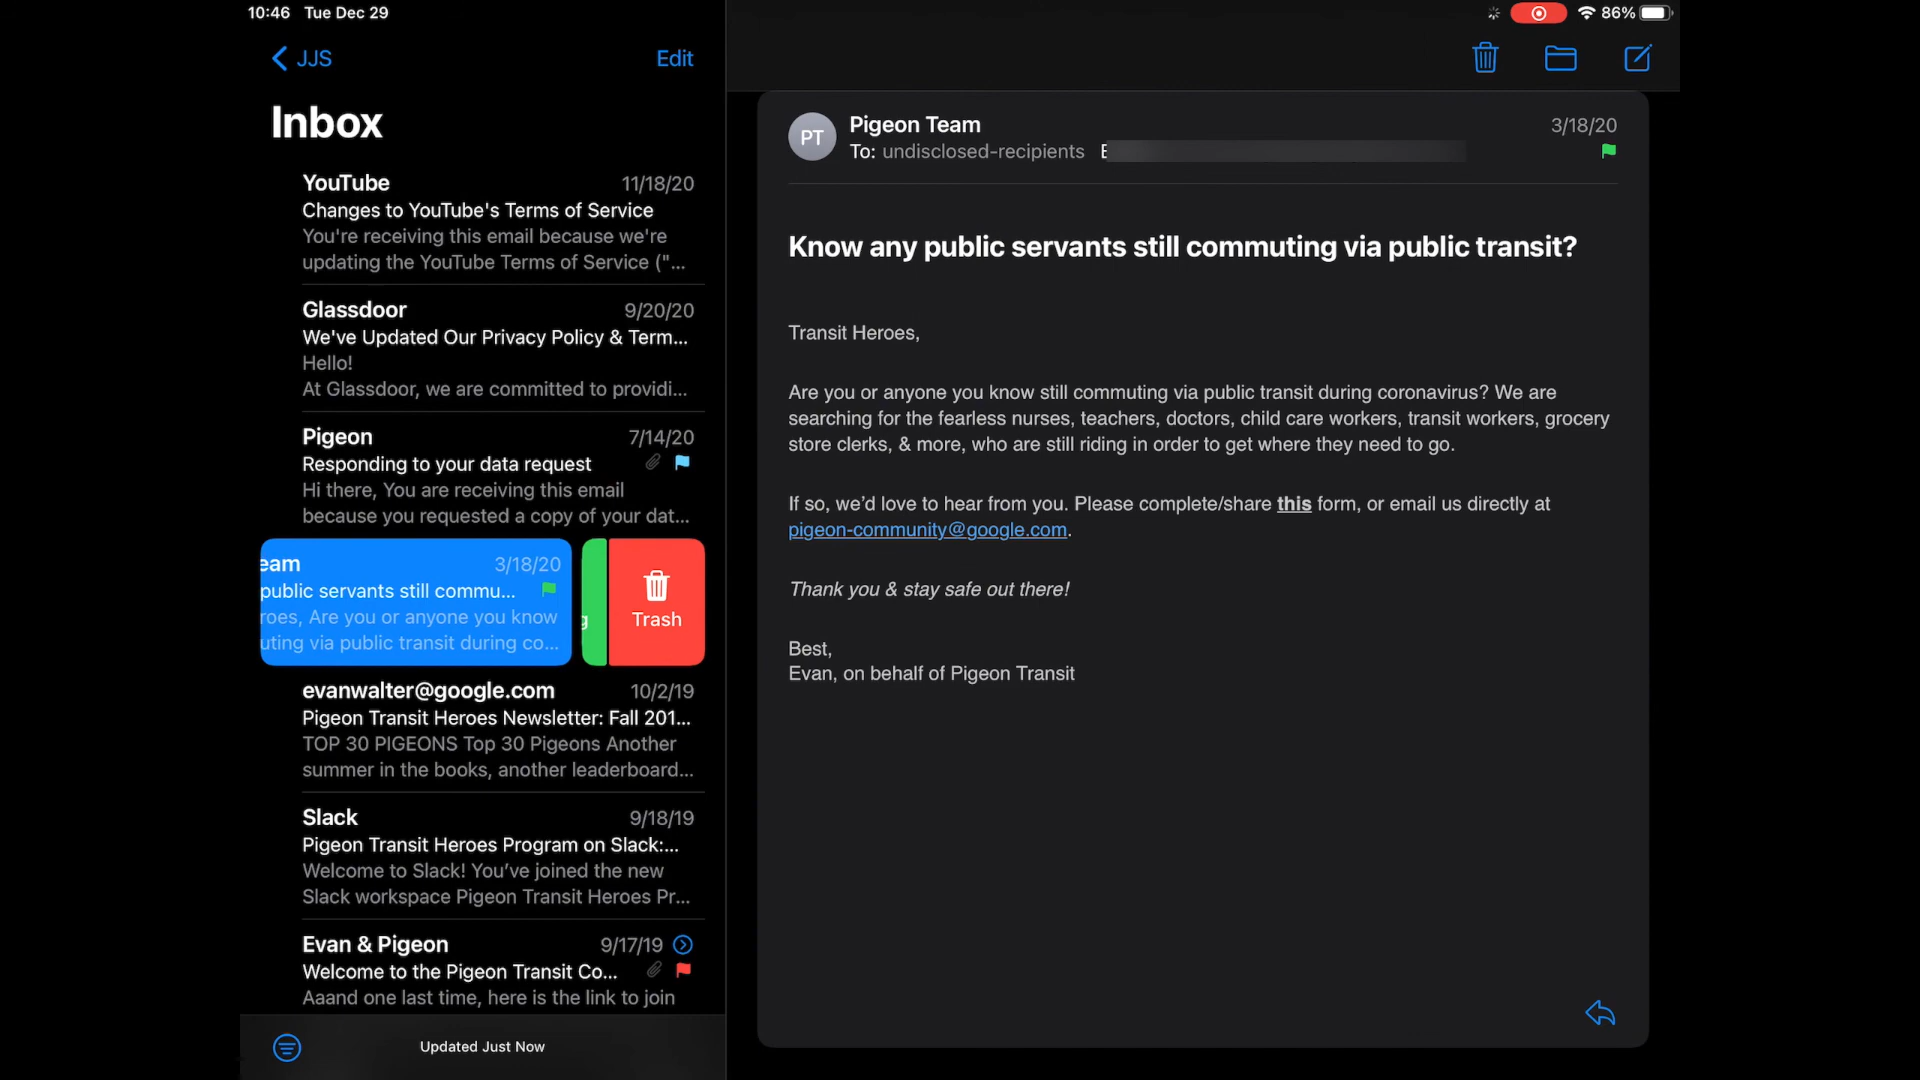 10:46 Tue Dec 29
86%
JJS
Edit
Inbox
YouTube 11/18/20
Changes to YouTube's Terms of Service
You're receiving this email because we're
updating the YouTube Terms of Service ("...
Glassdoor 9/20/20
We've Updated Our Privacy Policy & Term...
Hello!
At Glassdoor, we are committed to providi...
Pigeon 7/14/20
Responding to your data request
Hi there, You are receiving this email
because you requested a copy of your dat...
eam 3/18/20
public servants still commu...
roes, Are you or anyone you know
uting via public transit during co...
g
Trash
evanwalter@google.com 10/2/19
Pigeon Transit Heroes Newsletter: Fall 201...
TOP 30 PIGEONS Top 30 Pigeons Another
summer in the books, another leaderboard...
Slack 9/18/19
Pigeon Transit Heroes Program on Slack:...
Welcome to Slack! You've joined the new
Slack workspace Pigeon Transit Heroes Pr...
Evan & Pigeon 9/17/19
Welcome to the Pigeon Transit Co...
Aaand one last time, here is the link to join
Updated Just Now
PT
Pigeon Team 3/18/20
To: undisclosed-recipients
Know any public servants still commuting via public transit?
Transit Heroes,
Are you or anyone you know still commuting via public transit during coronavirus? We are
searching for the fearless nurses, teachers, doctors, child care workers, transit workers, grocery
store clerks, & more, who are still riding in order to get where they need to go.
If so, we'd love to hear from you. Please complete/share this form, or email us directly at
pigeon-community@google.com.
Thank you & stay safe out there!
Best,
Evan, on behalf of Pigeon Transit